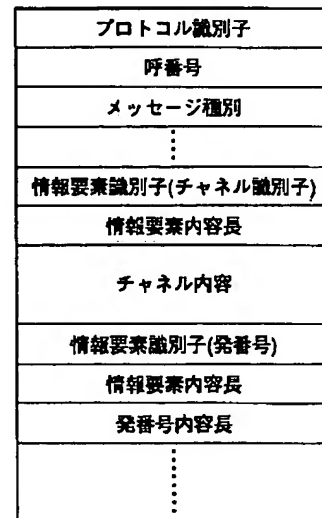 プロトコル識別子
呼番号
メッセージ種別
情報要素識別子(チャネル識別子)
情報要素内容長
チャネル内容
情報要素識別子(発番号)
情報要素内容長
発番号内容長